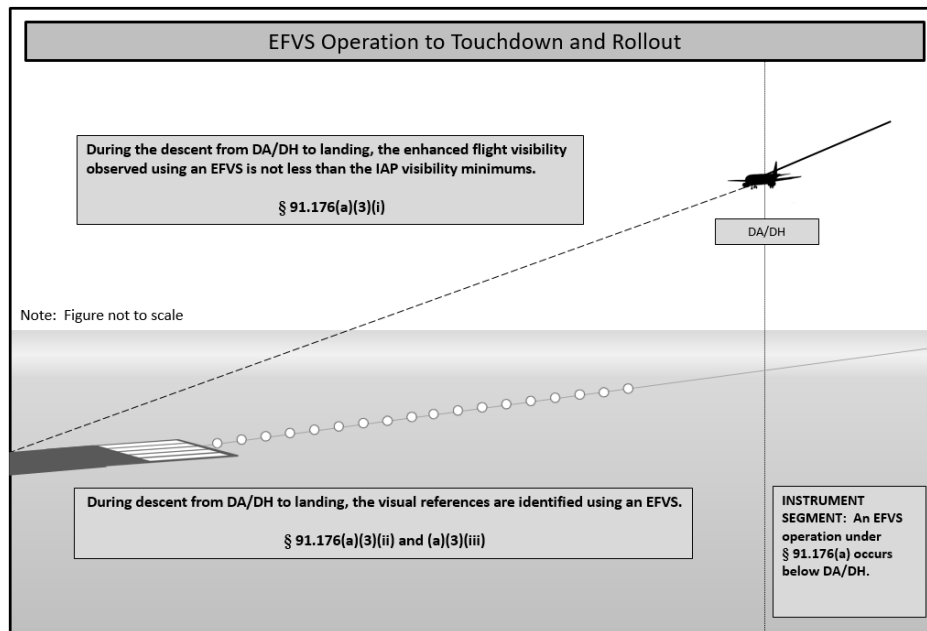 EFVS Operation to Touchdown and Rollout
During the descent from DA/DH to landing, the enhanced flight visibility
observed using an EFVS is not less than the IAP visibility minimums.
§ 91.176(a)(3)(i)
DA/DH
Note: Figure not to scale
During descent from DA/DH to landing, the visual references are identified using an EFVS.
§ 91.176(a)(3)(ii) and (a)(3)(iii)
INSTRUMENT
SEGMENT: An EFVS
operation under
§ 91.176(a) occurs
below DA/DH.